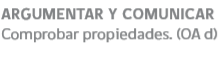 ARGUMENTAR Y COMUNICAR
Comprobar propiedades. (OA d)